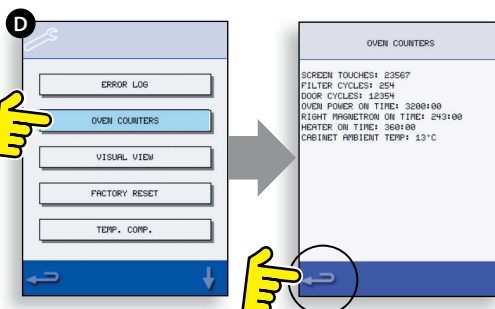 D
ERROR LOG
OVEN COUNTERS
VISUAL VIEW
FACTORY RESET
TEMP. COMP.
OVEN COUNTERS
SCREEN TOUCHES: 23567
FILTER CYCLES: 254
DOOR CYCLES: 12354
OVEN POWER ON TIME: 3200:00
RIGHT MAGNETRON ON TIME: 243:00
HEATER ON TIME: 360:00
CABINET AMBIENT TEMP: 13°C